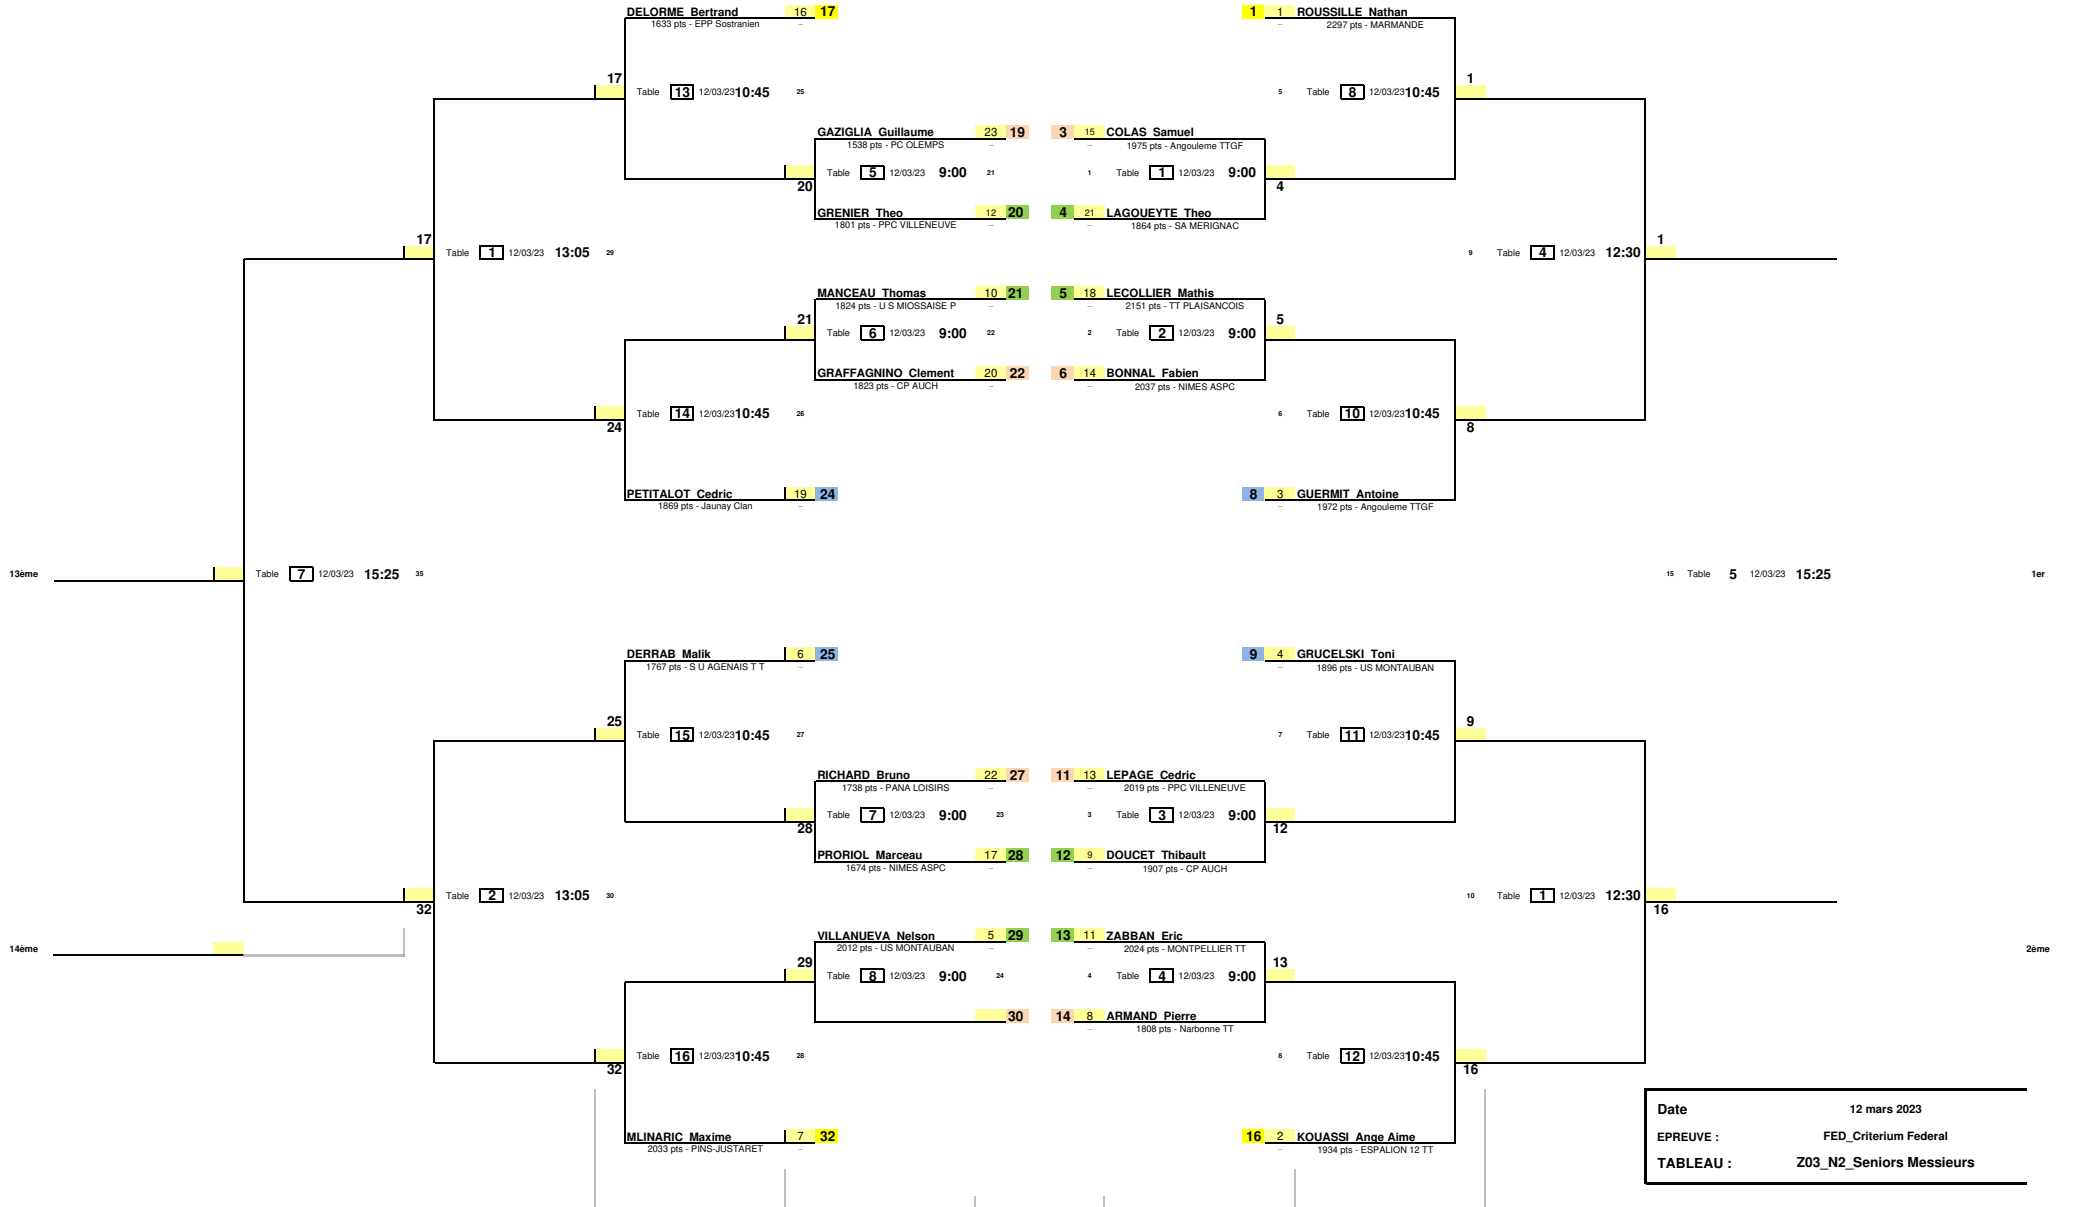 DELORME Bertrand 16 17 1 1 ROUSSILLE Nathan
1633 pts - EPP Sostranien – – 2297 pts - MARMANDE
17 1
Table 13 12/03/23 10:45 25 5 Table 8 12/03/23 10:45
GAZIGLIA Guillaume 23 19 3 15 COLAS Samuel
1538 pts - PC OLEMPS – – 1975 pts - Angouleme TTGF
Table 5 12/03/23 9:00 21 1 Table 1 12/03/23 9:00
20 4
GRENIER Theo 12 20 4 21 LAGOUEYTE Theo
1801 pts - PPC VILLENEUVE – – 1864 pts - SA MERIGNAC
17 1
Table 1 12/03/23 13:05 29 9 Table 4 12/03/23 12:30
MANCEAU Thomas 10 21 5 18 LECOLLIER Mathis
1824 pts - U S MIOSSAISE P – – 2151 pts - TT PLAISANCOIS
21 5
Table 6 12/03/23 9:00 22 2 Table 2 12/03/23 9:00
GRAFFAGNINO Clement 20 22 6 14 BONNAL Fabien
1823 pts - CP AUCH – – 2037 pts - NIMES ASPC
Table 14 12/03/23 10:45 26 6 Table 10 12/03/23 10:45
24 8
PETITALOT Cedric 19 24 8 3 GUERMIT Antoine
1869 pts - Jaunay Clan – – 1972 pts - Angouleme TTGF
13ème Table 7 12/03/23 15:25 35 15 Table 5 12/03/23 15:25 1er
DERRAB Malik 6 25 9 4 GRUCELSKI Toni
1767 pts - S U AGENAIS T T – – 1896 pts - US MONTAUBAN
25 9
Table 15 12/03/23 10:45 27 7 Table 11 12/03/23 10:45
RICHARD Bruno 22 27 11 13 LEPAGE Cedric
1738 pts - PANA LOISIRS – – 2019 pts - PPC VILLENEUVE
Table 7 12/03/23 9:00 23 3 Table 3 12/03/23 9:00
28 12
PRORIOL Marceau 17 28 12 9 DOUCET Thibault
1674 pts - NIMES ASPC – – 1907 pts - CP AUCH
Table 2 12/03/23 13:05 30 10 Table 1 12/03/23 12:30
32 16
VILLANUEVA Nelson 5 29 13 11 ZABBAN Eric
2012 pts - US MONTAUBAN – – 2024 pts - MONTPELLIER TT
14ème 2ème
29 13
Table 8 12/03/23 9:00 24 4 Table 4 12/03/23 9:00
30 14 8 ARMAND Pierre
– 1808 pts - Narbonne TT
Table 16 12/03/23 10:45 28 8 Table 12 12/03/23 10:45
32 16
Date 12 mars 2023
MLINARIC Maxime 7 32 16 2 KOUASSI Ange Aime
EPREUVE : FED_Criterium Federal
2033 pts - PINS-JUSTARET – – 1934 pts - ESPALION 12 TT
TABLEAU : Z03_N2_Seniors Messieurs